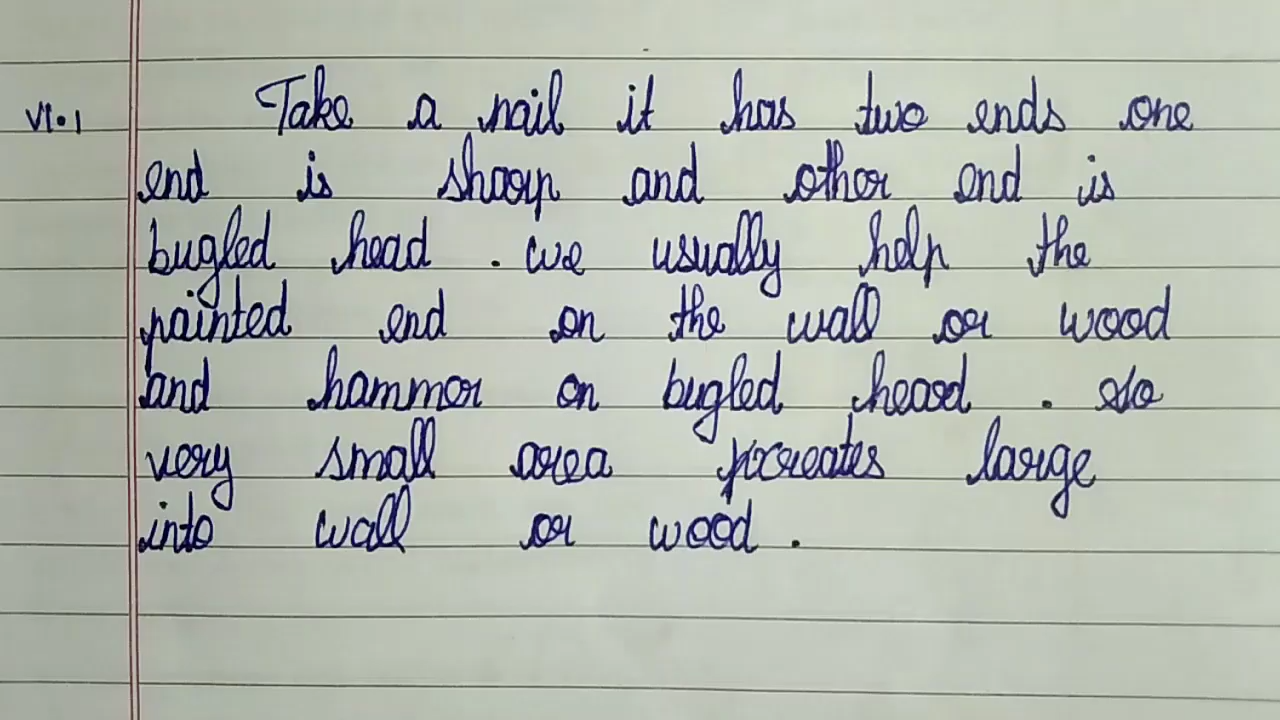 VI.1 Take a nail it has two ends one
end is sharp and other end is
bugled head . we usually help the
painted end on the wall or wood
and hammer on bugled heard . so
very small area pcreates large
into wall or wood .